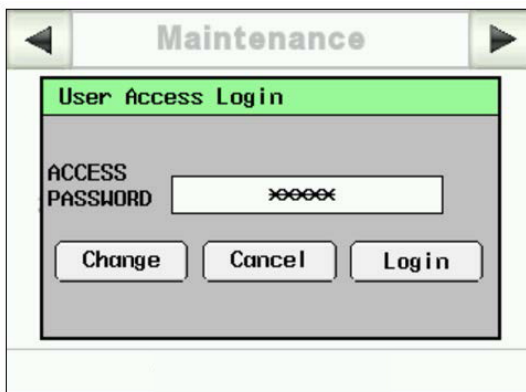 Maintenance
User Access Login
ACCESS
PASSWORD
Change Cancel Login